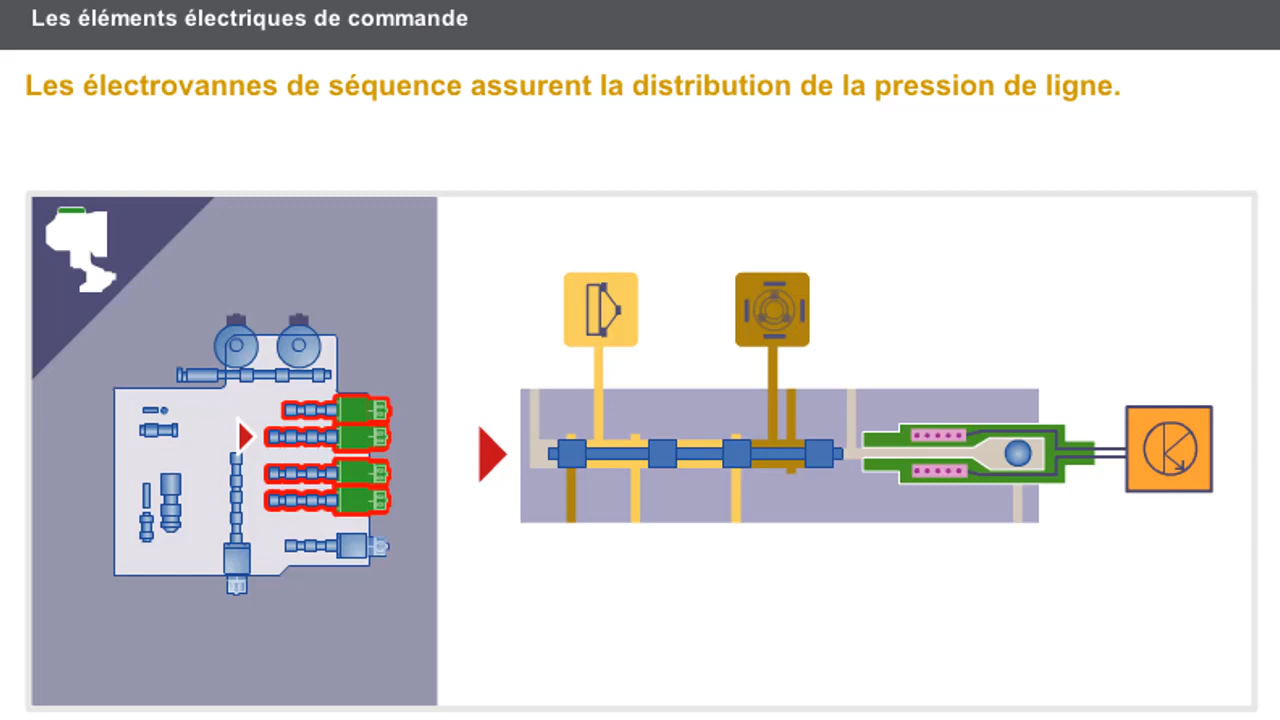 Les éléments électriques de commande
Les électrovannes de séquence assurent la distribution de la pression de ligne.